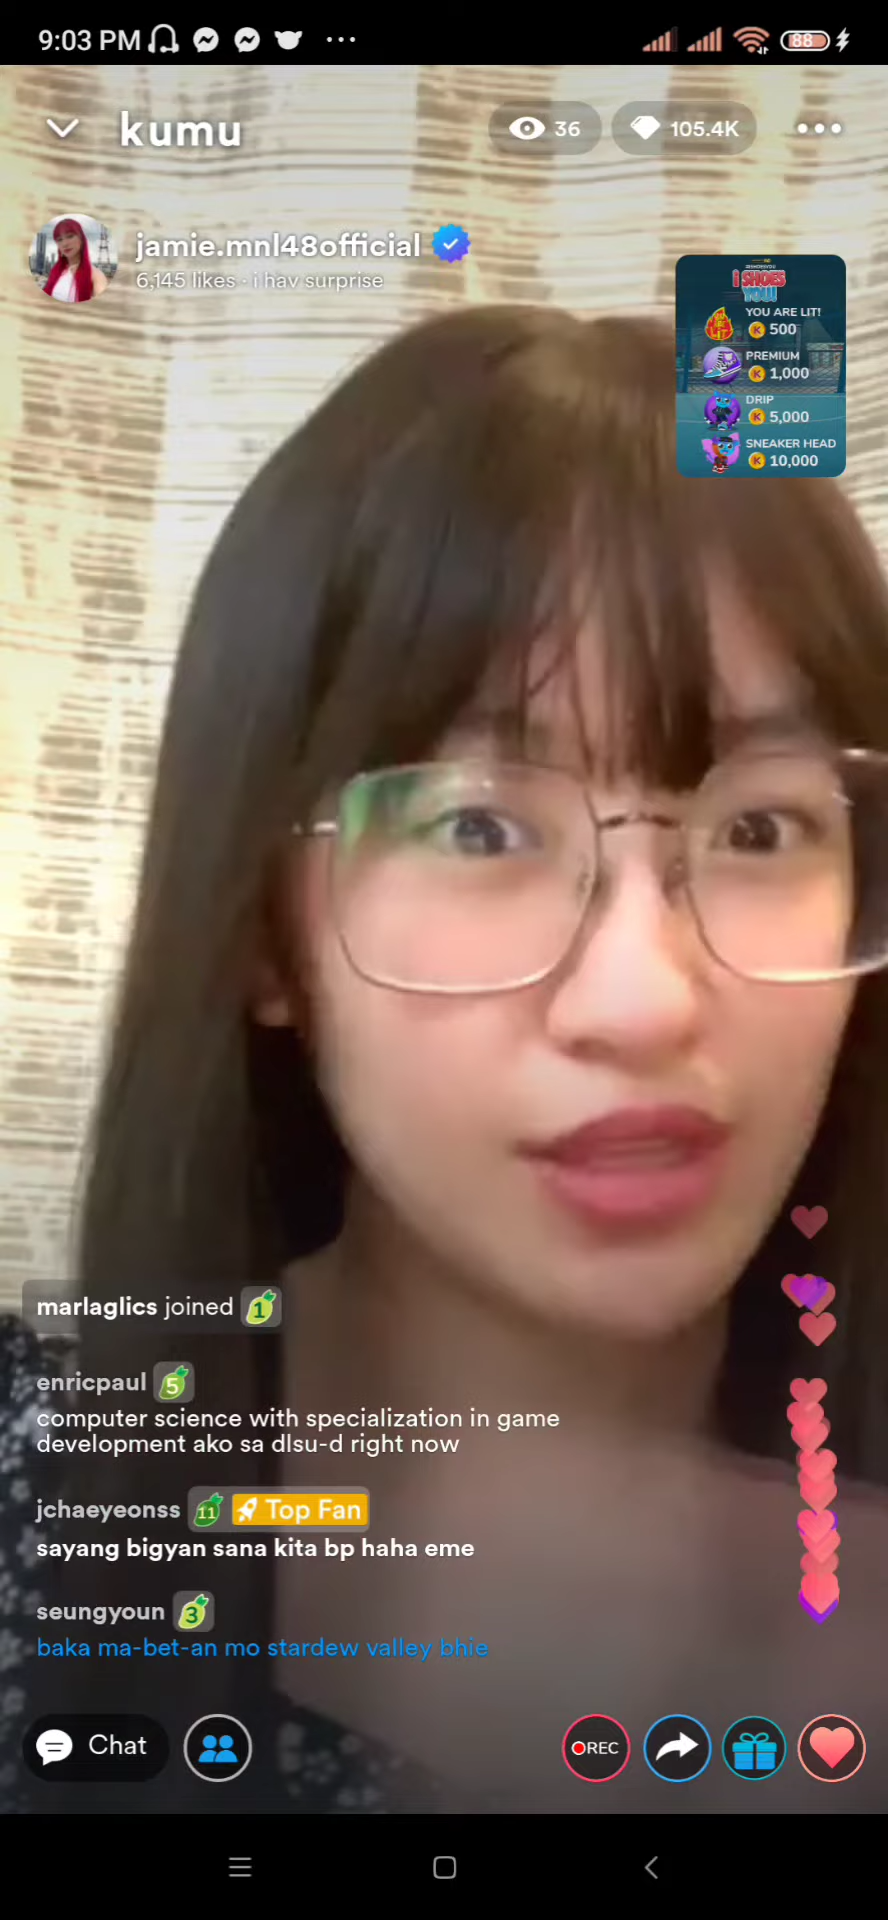 9:03 PM
88
kumu
36
105.4K
jamie.mnl48official
6,145 likes · i hav surprise
I SHOES
YOU!
YOU ARE LIT!
500
PREMIUM
1,000
DRIP
5,000
SNEAKER HEAD
10,000
marlaglics joined 1
enricpaul 5
computer science with specialization in game
development ako sa dlsu-d right now
jchaeyeonss 11 Top Fan
sayang bigyan sana kita bp haha eme
seungyoun 3
baka ma-bet-an mo stardew valley bhie
Chat
REC